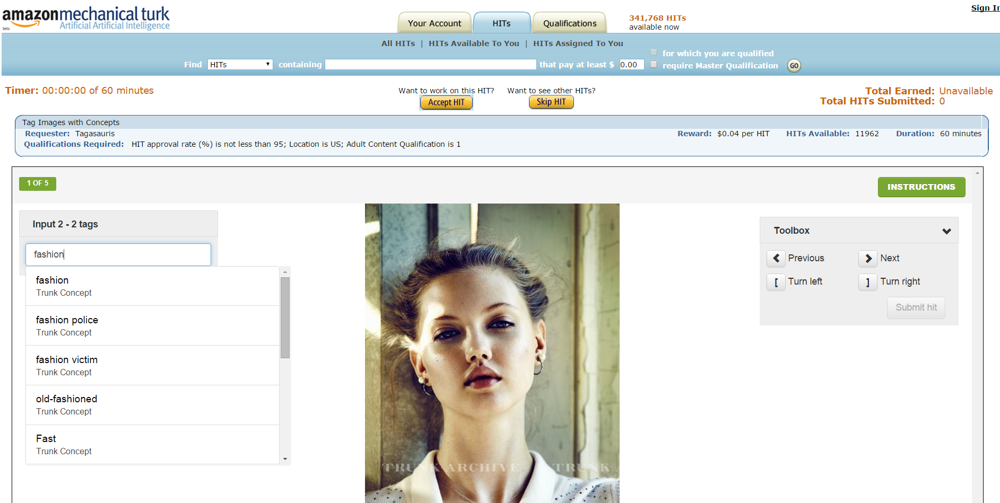 Sign In
amazonmechanical turk
beta
Artificial Artificial Intelligence
Your Account
HITs
Qualifications
341,768 HITs
available now
All HITs | HITs Available To You | HITs Assigned To You
Find HITs containing that pay at least $ 0.00
for which you are qualified
require Master Qualification
GO
Timer: 00:00:00 of 60 minutes
Want to work on this HIT?
Want to see other HITs?
Accept HIT
Skip HIT
Total Earned: Unavailable
Total HITs Submitted: 0
Tag Images with Concepts
Requester: Tagasauris
Reward: $0.04 per HIT HITs Available: 11962 Duration: 60 minutes
Qualifications Required: HIT approval rate (%) is not less than 95; Location is US; Adult Content Qualification is 1
1 OF 5
INSTRUCTIONS
Input 2 - 2 tags
fashion
fashion
Trunk Concept
fashion police
Trunk Concept
fashion victim
Trunk Concept
old-fashioned
Trunk Concept
Fast
Trunk Concept
TRUNK ARCHIVE TRUNK
Toolbox
Previous
Next
[ Turn left
] Turn right
Submit hit